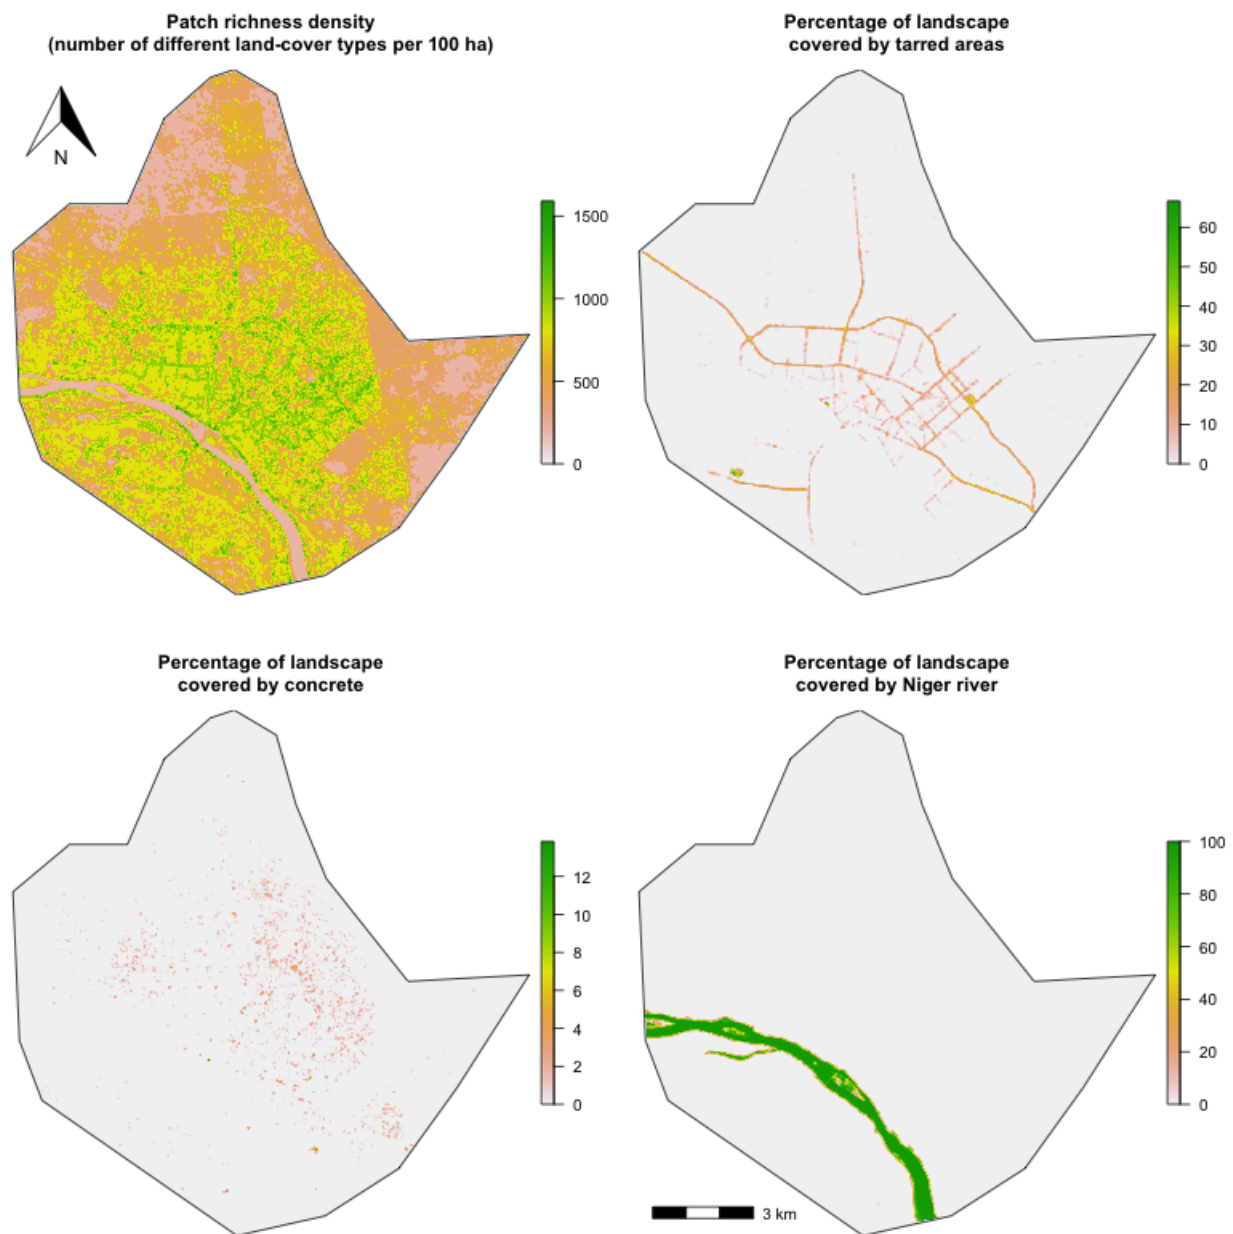 Patch richness density
(number of different land-cover types per 100 ha)
N
1500
1000
500
0
Percentage of landscape
covered by tarred areas
60
50
40
30
20
10
0
Percentage of landscape
covered by concrete
12
10
8
6
4
2
0
Percentage of landscape
covered by Niger river
100
80
60
40
20
0
3 km